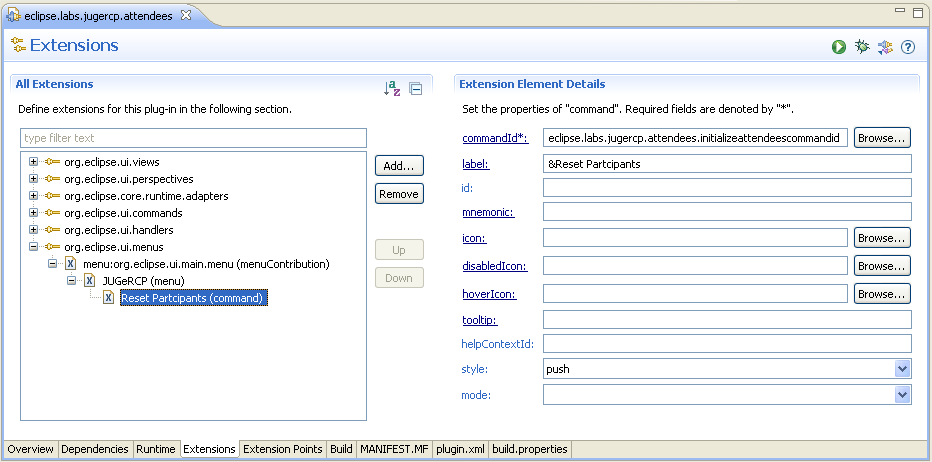 eclipse.labs.jugercp.attendees
Extensions
All Extensions
Define extensions for this plug-in in the following section.
type filter text
org.eclipse.ui.views
org.eclipse.ui.perspectives
org.eclipse.core.runtime.adapters
org.eclipse.ui.commands
org.eclipse.ui.handlers
org.eclipse.ui.menus
menu:org.eclipse.ui.main.menu (menuContribution)
JUGeRCP (menu)
Reset Partcipants (command)
Add...
Remove
Up
Down
Extension Element Details
Set the properties of "command". Required fields are denoted by "*".
commandId*: eclipse.labs.jugercp.attendees.initializeattendeescommandid Browse...
label: &Reset Partcipants
id:
mnemonic:
icon: Browse...
disabledIcon: Browse...
hoverIcon: Browse...
tooltip:
helpContextId:
style: push
mode:
Overview Dependencies Runtime Extensions Extension Points Build MANIFEST.MF plugin.xml build.properties